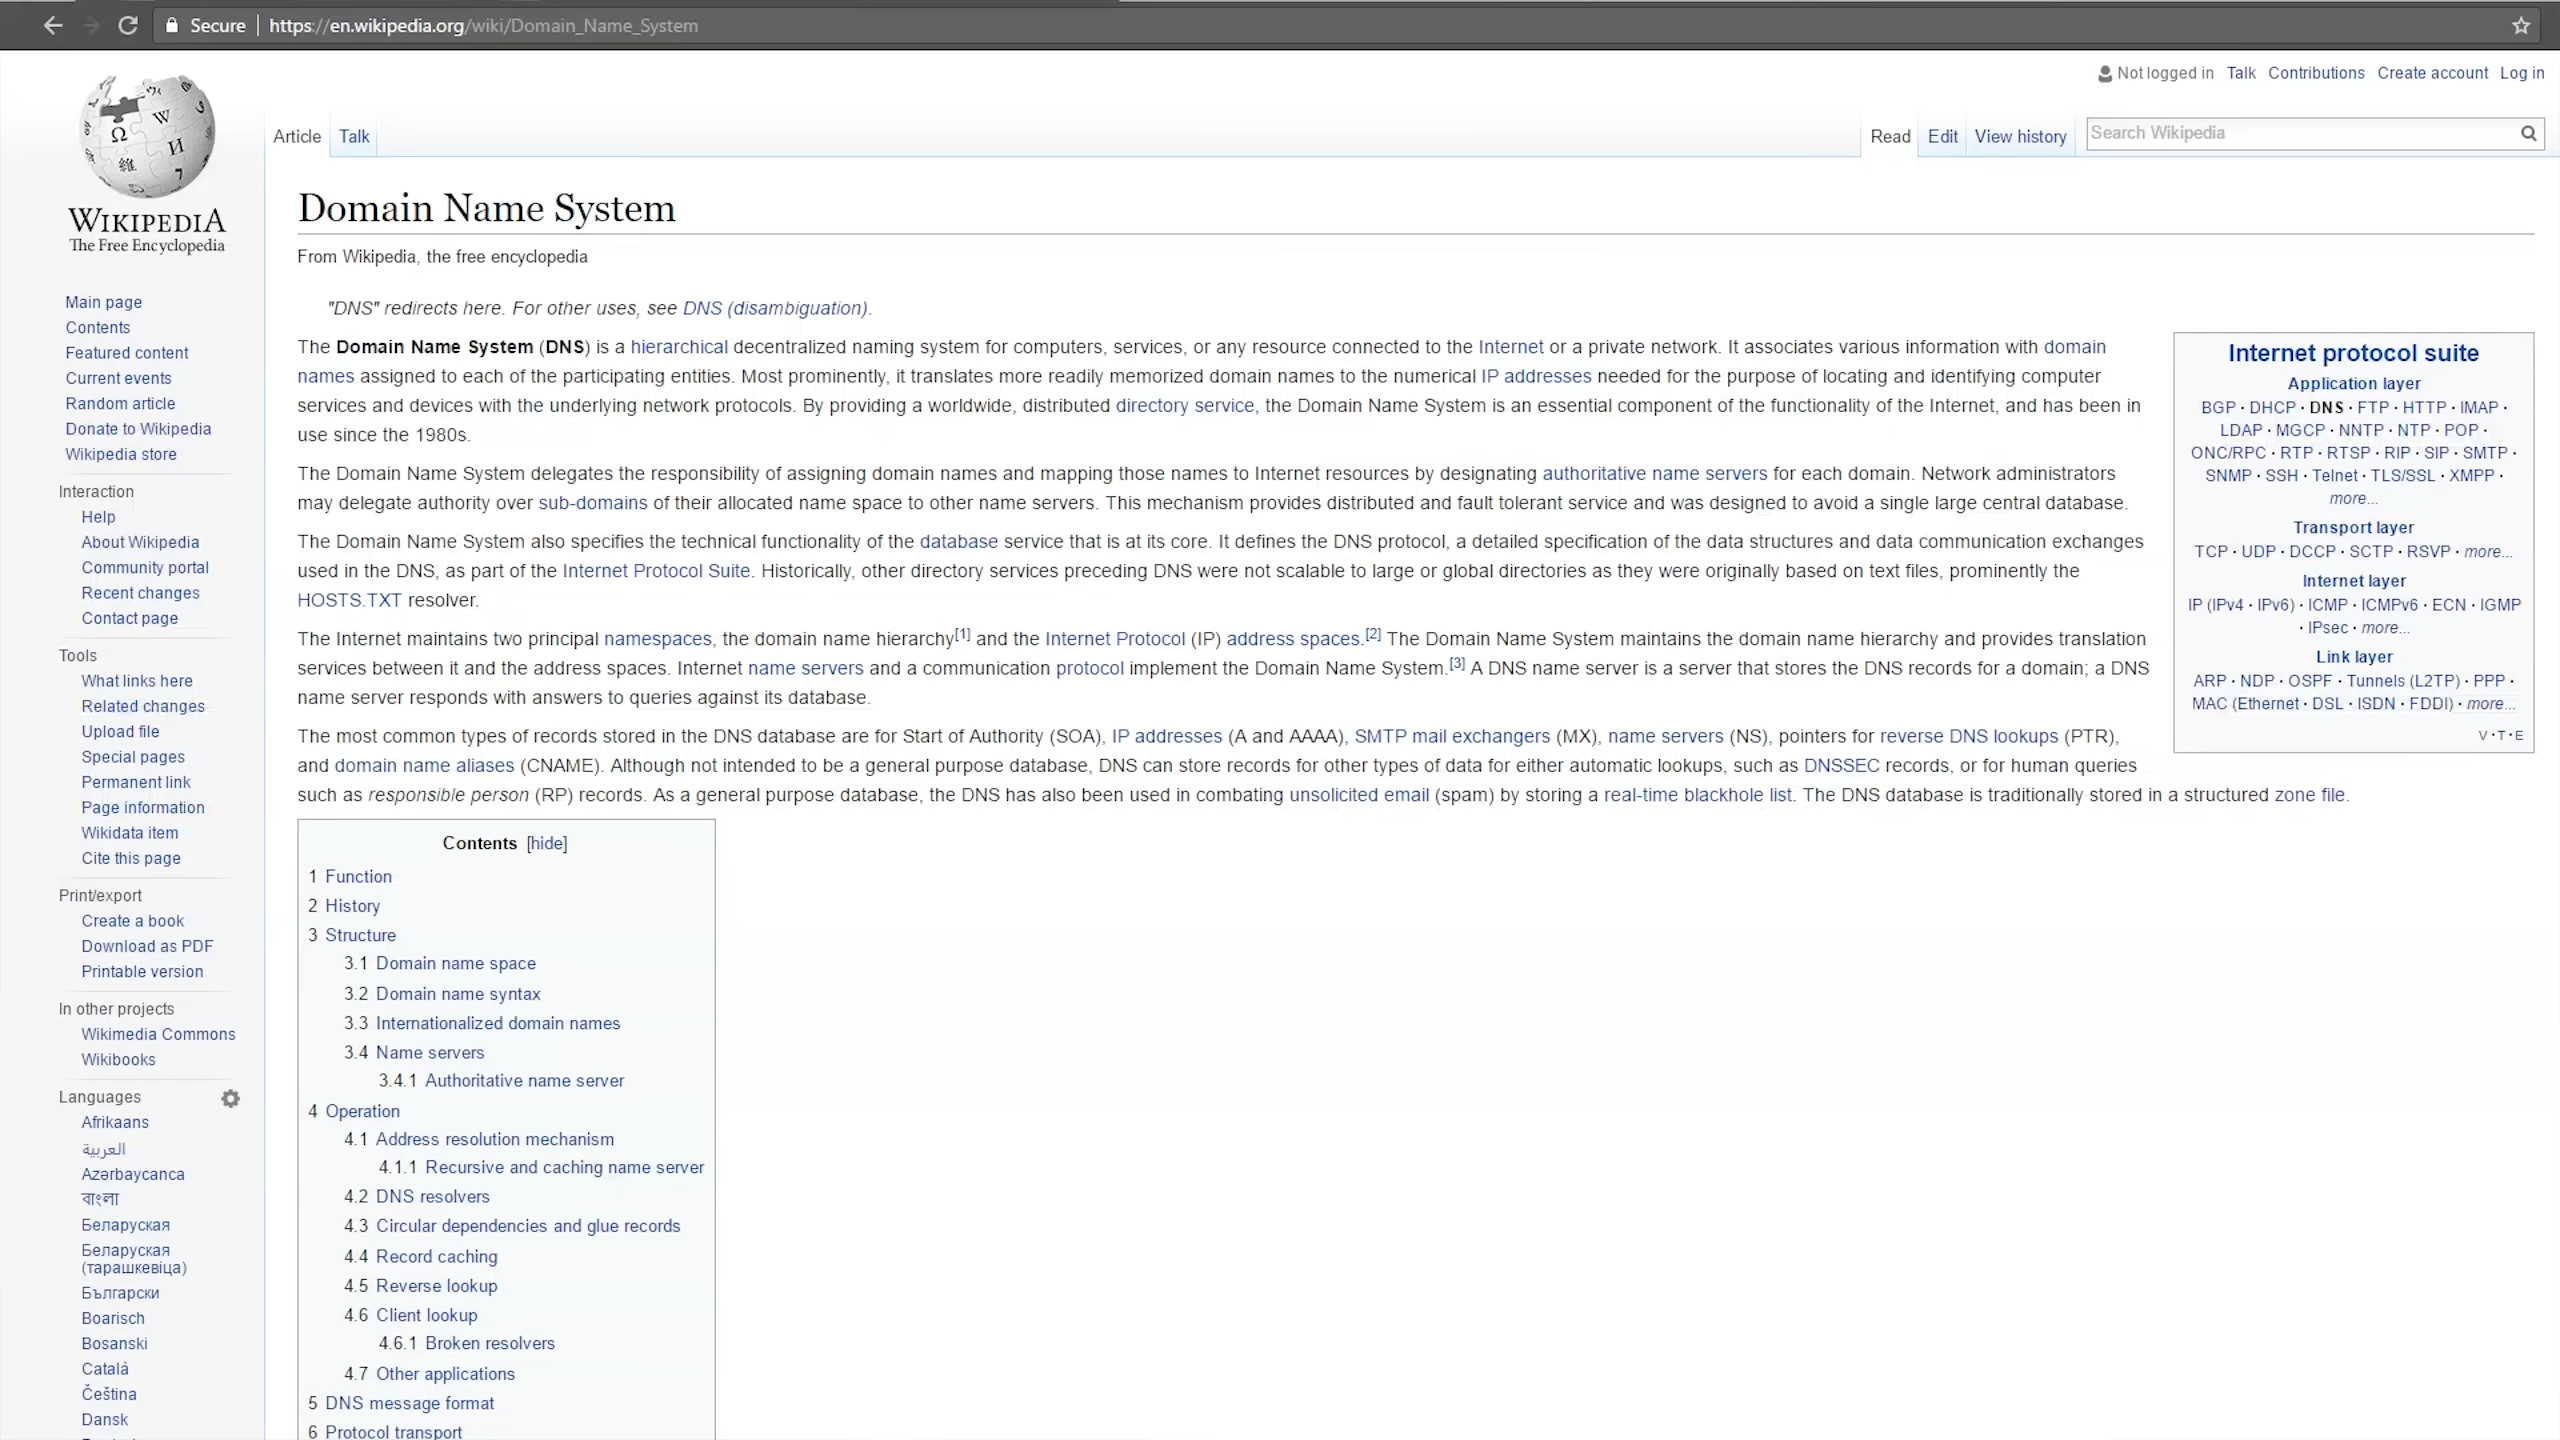 Secure | https://en.wikipedia.org/wiki/Domain_Name_System
Not logged in Talk Contributions Create account Log in
Article Talk Read Edit View history Search Wikipedia
WIKIPEDIA
The Free Encyclopedia
Main page
Contents
Featured content
Current events
Random article
Donate to Wikipedia
Wikipedia store
Interaction
Help
About Wikipedia
Community portal
Recent changes
Contact page
Tools
What links here
Related changes
Upload file
Special pages
Permanent link
Page information
Wikidata item
Cite this page
Print/export
Create a book
Download as PDF
Printable version
In other projects
Wikimedia Commons
Wikibooks
Languages
Afrikaans
العربية
Azərbaycanca
বাংলা
Беларуская
Беларуская
(тарашкевіца)
Български
Boarisch
Bosanski
Català
Čeština
Dansk
Domain Name System
From Wikipedia, the free encyclopedia
"DNS" redirects here. For other uses, see DNS (disambiguation).
The Domain Name System (DNS) is a hierarchical decentralized naming system for computers, services, or any resource connected to the Internet or a private network. It associates various information with domain
names assigned to each of the participating entities. Most prominently, it translates more readily memorized domain names to the numerical IP addresses needed for the purpose of locating and identifying computer
services and devices with the underlying network protocols. By providing a worldwide, distributed directory service, the Domain Name System is an essential component of the functionality of the Internet, and has been in
use since the 1980s.
The Domain Name System delegates the responsibility of assigning domain names and mapping those names to Internet resources by designating authoritative name servers for each domain. Network administrators
may delegate authority over sub-domains of their allocated name space to other name servers. This mechanism provides distributed and fault tolerant service and was designed to avoid a single large central database.
The Domain Name System also specifies the technical functionality of the database service that is at its core. It defines the DNS protocol, a detailed specification of the data structures and data communication exchanges
used in the DNS, as part of the Internet Protocol Suite. Historically, other directory services preceding DNS were not scalable to large or global directories as they were originally based on text files, prominently the
HOSTS.TXT resolver.
The Internet maintains two principal namespaces, the domain name hierarchy[1] and the Internet Protocol (IP) address spaces.[2] The Domain Name System maintains the domain name hierarchy and provides translation
services between it and the address spaces. Internet name servers and a communication protocol implement the Domain Name System.[3] A DNS name server is a server that stores the DNS records for a domain; a DNS
name server responds with answers to queries against its database.
The most common types of records stored in the DNS database are for Start of Authority (SOA), IP addresses (A and AAAA), SMTP mail exchangers (MX), name servers (NS), pointers for reverse DNS lookups (PTR),
and domain name aliases (CNAME). Although not intended to be a general purpose database, DNS can store records for other types of data for either automatic lookups, such as DNSSEC records, or for human queries
such as responsible person (RP) records. As a general purpose database, the DNS has also been used in combating unsolicited email (spam) by storing a real-time blackhole list. The DNS database is traditionally stored in a structured zone file.
Internet protocol suite
Application layer
BGP · DHCP · DNS · FTP · HTTP · IMAP ·
LDAP · MGCP · NNTP · NTP · POP ·
ONC/RPC · RTP · RTSP · RIP · SIP · SMTP ·
SNMP · SSH · Telnet · TLS/SSL · XMPP ·
more...
Transport layer
TCP · UDP · DCCP · SCTP · RSVP · more...
Internet layer
IP (IPv4 · IPv6) · ICMP · ICMPv6 · ECN · IGMP
· IPsec · more...
Link layer
ARP · NDP · OSPF · Tunnels (L2TP) · PPP ·
MAC (Ethernet · DSL · ISDN · FDDI) · more...
V · T · E
Contents [hide]
1 Function
2 History
3 Structure
3.1 Domain name space
3.2 Domain name syntax
3.3 Internationalized domain names
3.4 Name servers
3.4.1 Authoritative name server
4 Operation
4.1 Address resolution mechanism
4.1.1 Recursive and caching name server
4.2 DNS resolvers
4.3 Circular dependencies and glue records
4.4 Record caching
4.5 Reverse lookup
4.6 Client lookup
4.6.1 Broken resolvers
4.7 Other applications
5 DNS message format
6 Protocol transport